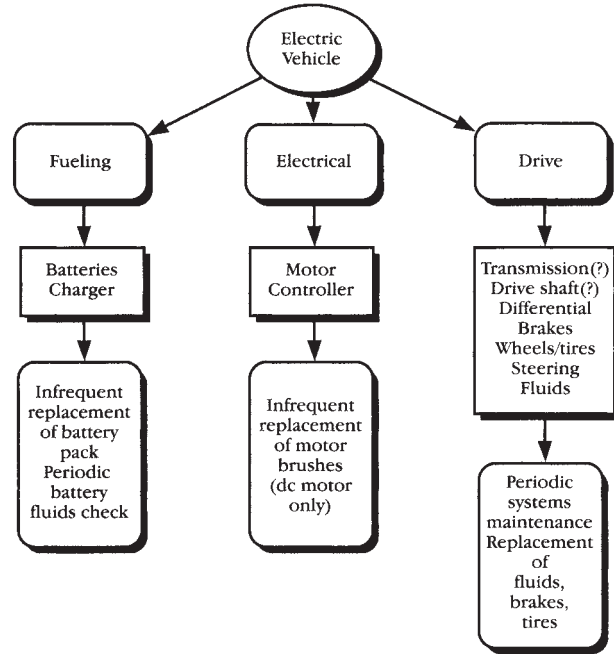 Electric
Vehicle
Fueling
Electrical
Drive
Batteries
Charger
Motor
Controller
Transmission(?)
Drive shaft(?)
Differential
Brakes
Wheels/tires
Steering
Fluids
Infrequent
replacement
of battery
pack
Periodic
battery
fluids check
Infrequent
replacement
of motor
brushes
(dc motor
only)
Periodic
systems
maintenance
Replacement
of
fluids,
brakes,
tires